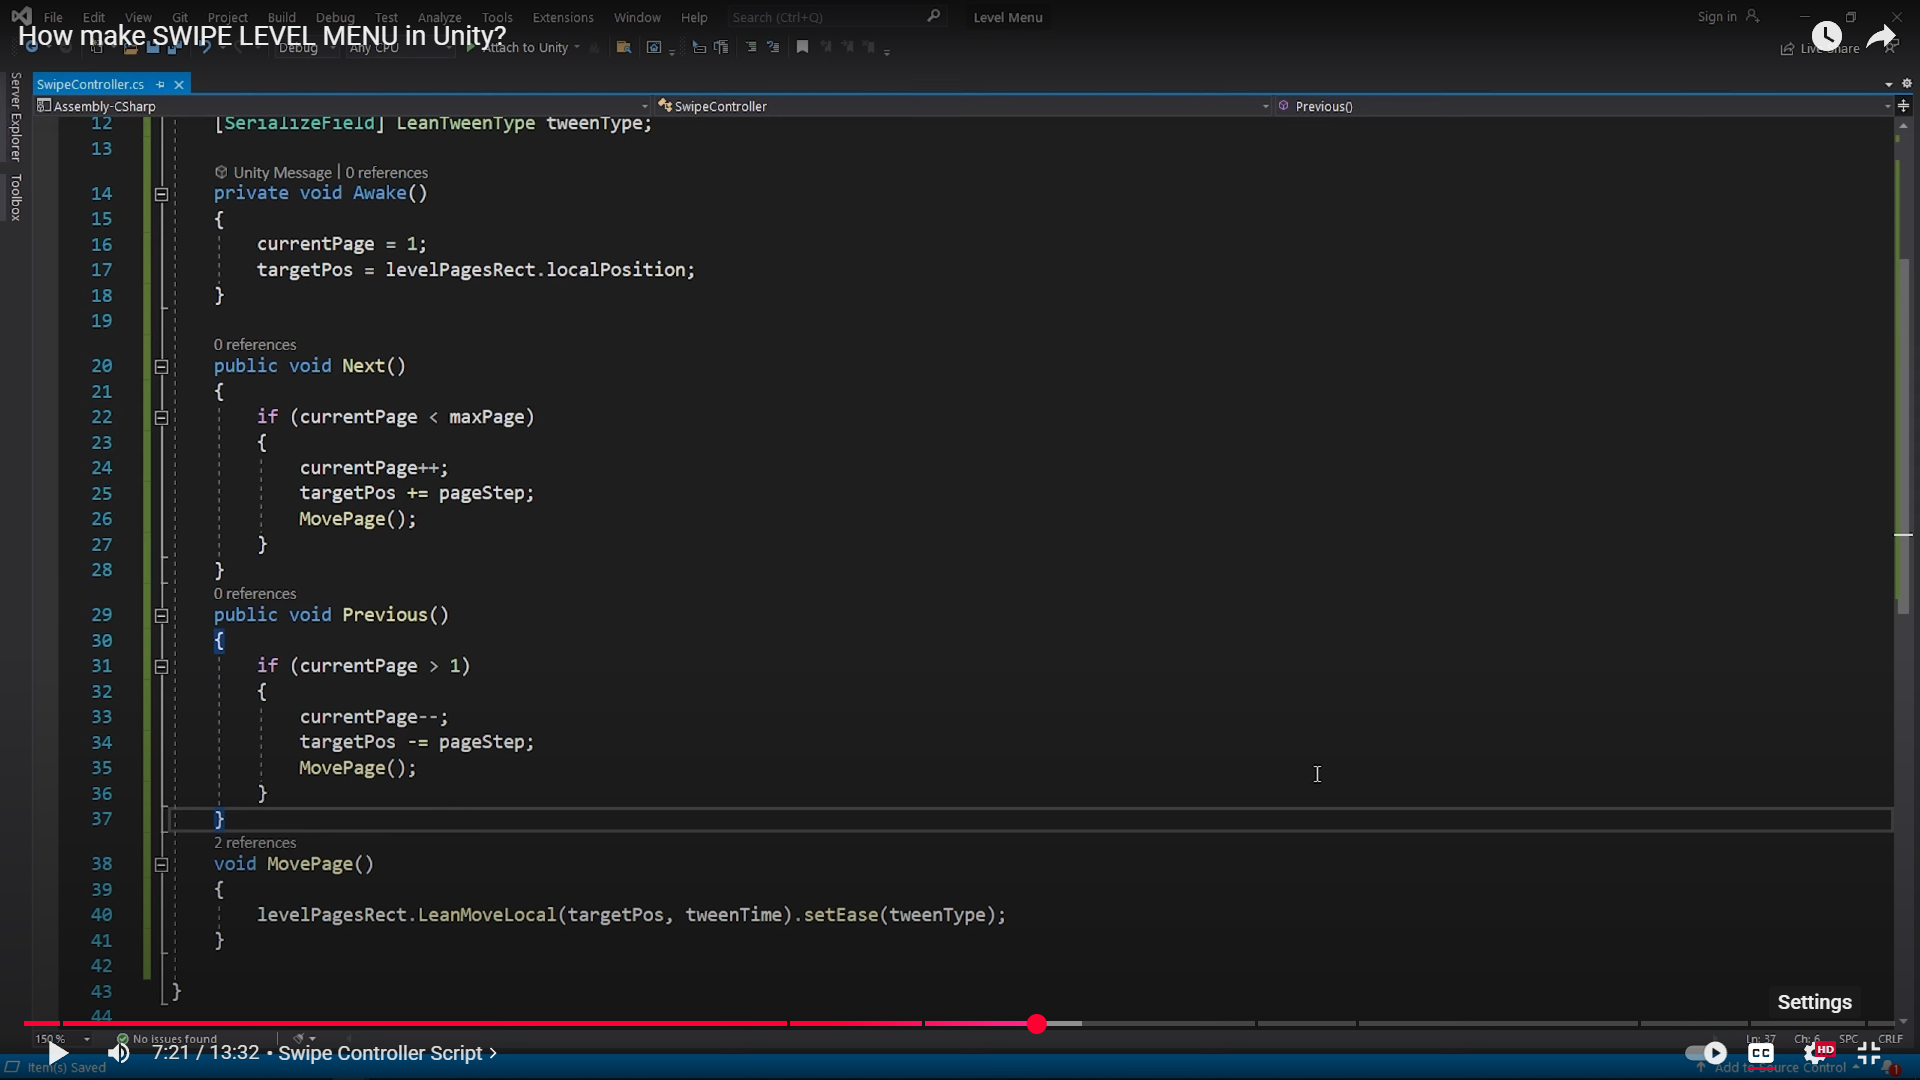 File Edit View Git Project Build Debug Test Analyze Tools Extensions Window Help Search (Ctrl+Q) Level Menu Sign in
How make SWIPE LEVEL MENU in Unity?
Debug Any CPU Attach to Unity Live Share
SwipeController.cs
Server Explorer
Toolbox
Assembly-CSharp SwipeController Previous()
12 [SerializeField] LeanTweenType tweenType;
13
Unity Message | 0 references
14 private void Awake()
15 {
16 currentPage = 1;
17 targetPos = levelPagesRect.localPosition;
18 }
19
0 references
20 public void Next()
21 {
22 if (currentPage < maxPage)
23 {
24 currentPage++;
25 targetPos += pageStep;
26 MovePage();
27 }
28 }
0 references
29 public void Previous()
30 {
31 if (currentPage > 1)
32 {
33 currentPage--;
34 targetPos -= pageStep;
35 MovePage();
36 }
37 }
2 references
38 void MovePage()
39 {
40 levelPagesRect.LeanMoveLocal(targetPos, tweenTime).setEase(tweenType);
41 }
42
43 }
44
Settings
150 % No issues found Ln: 37 Ch: 6 SPC CRLF
7:21 / 13:32 • Swipe Controller Script CC HD
Item(s) Saved Add to Source Control 1